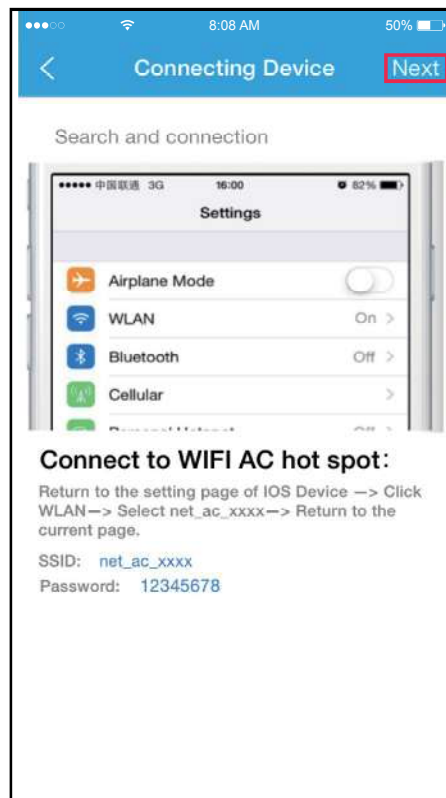 8:08 AM 50%
Connecting Device Next
Search and connection
中国联通 3G 16:00 82%
Settings
Airplane Mode
WLAN On
Bluetooth Off
Cellular
Connect to WIFI AC hot spot:
Return to the setting page of IOS Device —> Click
WLAN—> Select net_ac_xxxx—> Return to the
current page.
SSID: net_ac_xxxx
Password: 12345678